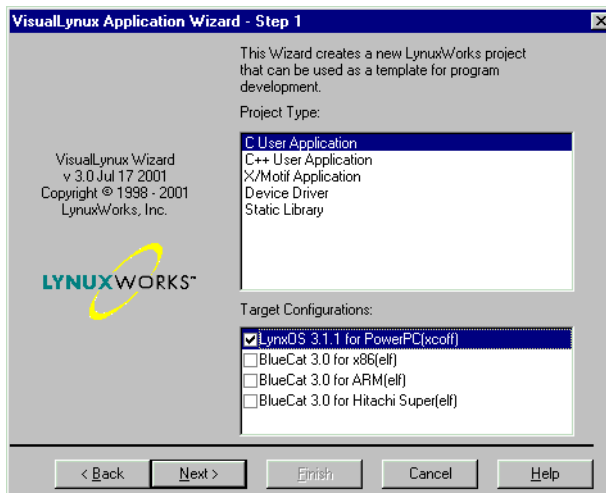 VisualLynux Application Wizard - Step 1
This Wizard creates a new LynuxWorks project
that can be used as a template for program
development.
Project Type:
C User Application
C++ User Application
X/Motif Application
Device Driver
Static Library
VisualLynux Wizard
v 3.0 Jul 17 2001
Copyright © 1998 - 2001
LynuxWorks, Inc.
LYNUXWORKS™
Target Configurations:
LynxOS 3.1.1 for PowerPC(xcoff)
BlueCat 3.0 for x86(elf)
BlueCat 3.0 for ARM(elf)
BlueCat 3.0 for Hitachi Super(elf)
< Back Next > Finish Cancel Help